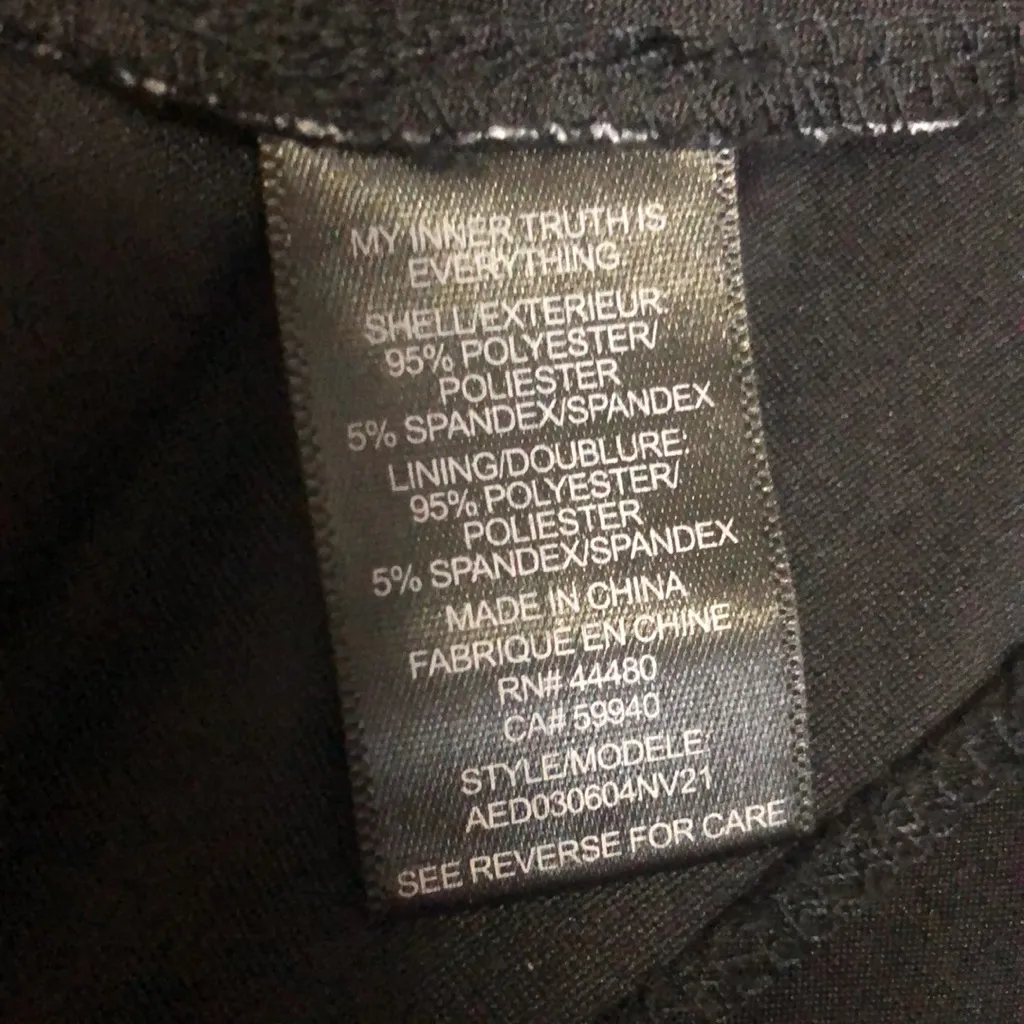 MY INNER TRUTH IS
EVERYTHING
SHELL/EXTERIEUR:
95% POLYESTER/
POLIESTER
5% SPANDEX/SPANDEX
LINING/DOUBLURE:
95% POLYESTER/
POLIESTER
5% SPANDEX/SPANDEX
MADE IN CHINA
FABRIQUE EN CHINE
RN# 44480
CA# 59940
STYLE/MODELE
AED030604NV21
SEE REVERSE FOR CARE